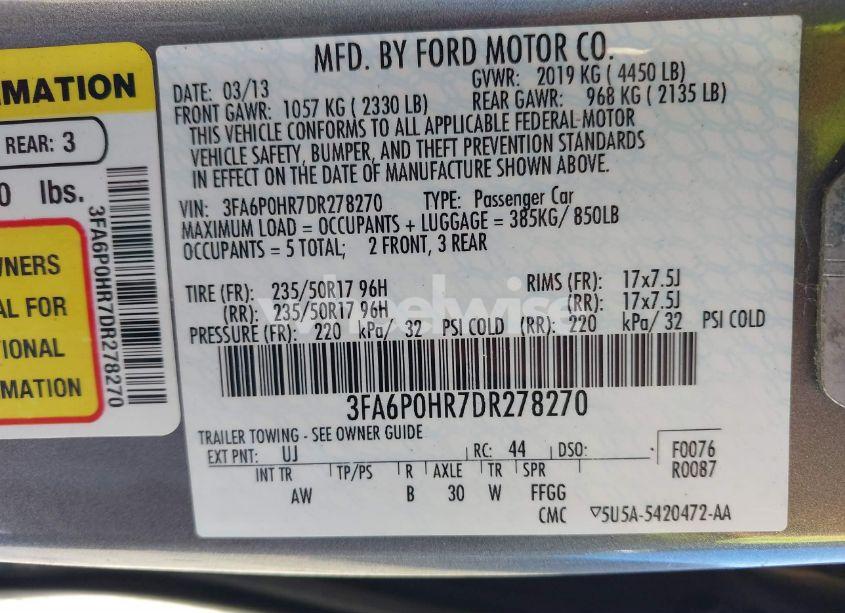 MATION
REAR: 3
0 lbs.
3FA6P0HR7DR278270
OWNERS
AL FOR
TIONAL
RMATION
MFD. BY FORD MOTOR CO.
DATE: 03/13 GVWR: 2019 KG ( 4450 LB)
FRONT GAWR: 1057 KG ( 2330 LB) REAR GAWR: 968 KG ( 2135 LB)
THIS VEHICLE CONFORMS TO ALL APPLICABLE FEDERAL MOTOR
VEHICLE SAFETY, BUMPER, AND THEFT PREVENTION STANDARDS
IN EFFECT ON THE DATE OF MANUFACTURE SHOWN ABOVE.
VIN: 3FA6P0HR7DR278270 TYPE: Passenger Car
MAXIMUM LOAD = OCCUPANTS + LUGGAGE = 385KG/ 850LB
OCCUPANTS = 5 TOTAL; 2 FRONT, 3 REAR
TIRE (FR): 235/50R17 96H RIMS (FR): 17x7.5J
(RR): 235/50R17 96H (RR): 17x7.5J
PRESSURE (FR): 220 kPa/ 32 PSI COLD (RR): 220 kPa/ 32 PSI COLD
3FA6P0HR7DR278270
TRAILER TOWING - SEE OWNER GUIDE
EXT PNT: UJ RC: 44 DSO: F0076
INT TR TP/PS R AXLE TR SPR R0087
AW B 30 W FFGG
CMC ▽5U5A-5420472-AA
wheelwise